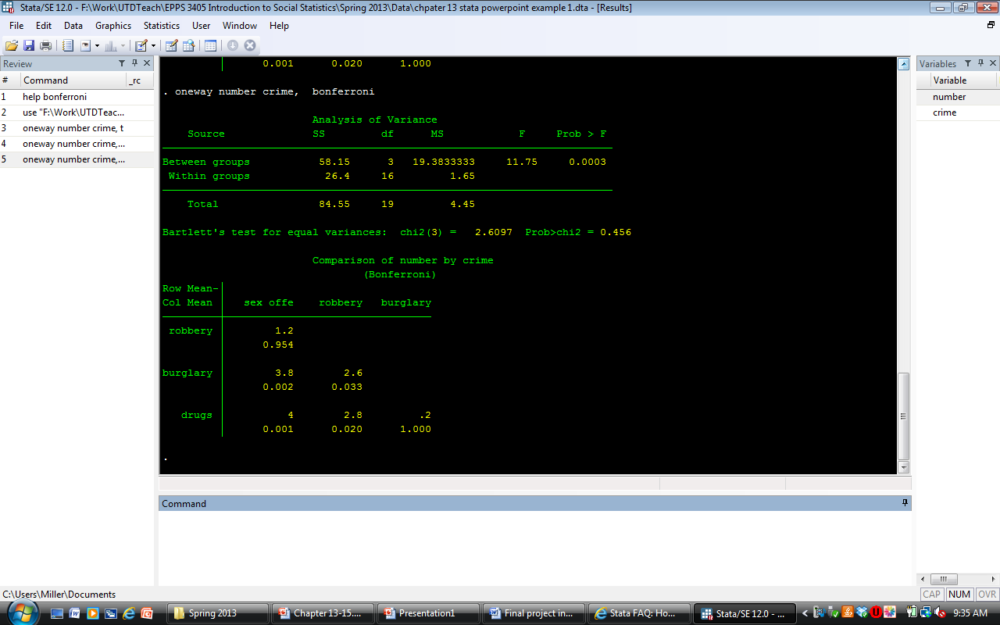 Stata/SE 12.0 - F:\Work\UTDTeach\EPPS 3405 Introduction to Social Statistics\Spring 2013\Data\chpater 13 stata powerpoint example 1.dta - [Results]
File Edit Data Graphics Statistics User Window Help
Review
# Command _rc
1 help bonferroni
2 use "F:\Work\UTDTeac...
3 oneway number crime, t
4 oneway number crime,...
5 oneway number crime,...
0.001 0.020 1.000
. oneway number crime, bonferroni
Analysis of Variance
Source SS df MS F Prob > F
Between groups 58.15 3 19.3833333 11.75 0.0003
Within groups 26.4 16 1.65
Total 84.55 19 4.45
Bartlett's test for equal variances: chi2(3) = 2.6097 Prob>chi2 = 0.456
Comparison of number by crime
(Bonferroni)
Row Mean-
Col Mean sex offe robbery burglary
robbery 1.2
0.954
burglary 3.8 2.6
0.002 0.033
drugs 4 2.8 .2
0.001 0.020 1.000
.
Command
Variables
Variable
number
crime
C:\Users\Miller\Documents
CAP NUM OVR
Spring 2013 Chapter 13-15.... Presentation1 Final project in... Stata FAQ: Ho... Stata/SE 12.0 - ... 9:35 AM